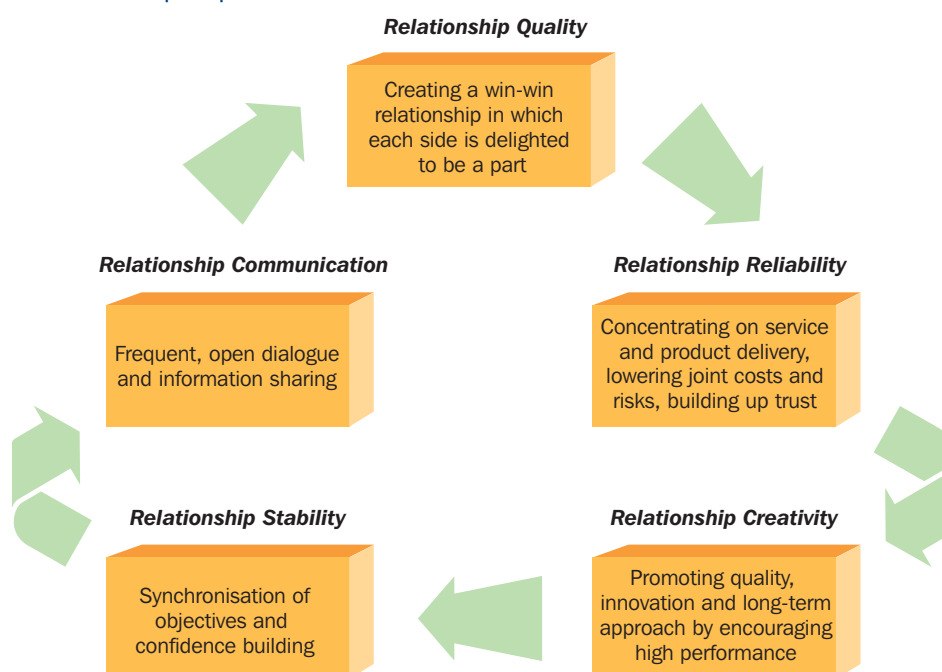 Relationship Quality
Creating a win-win
relationship in which
each side is delighted
to be a part
Relationship Communication
Frequent, open dialogue
and information sharing
Relationship Reliability
Concentrating on service
and product delivery,
lowering joint costs and
risks, building up trust
Relationship Stability
Synchronisation of
objectives and
confidence building
Relationship Creativity
Promoting quality,
innovation and long-term
approach by encouraging
high performance